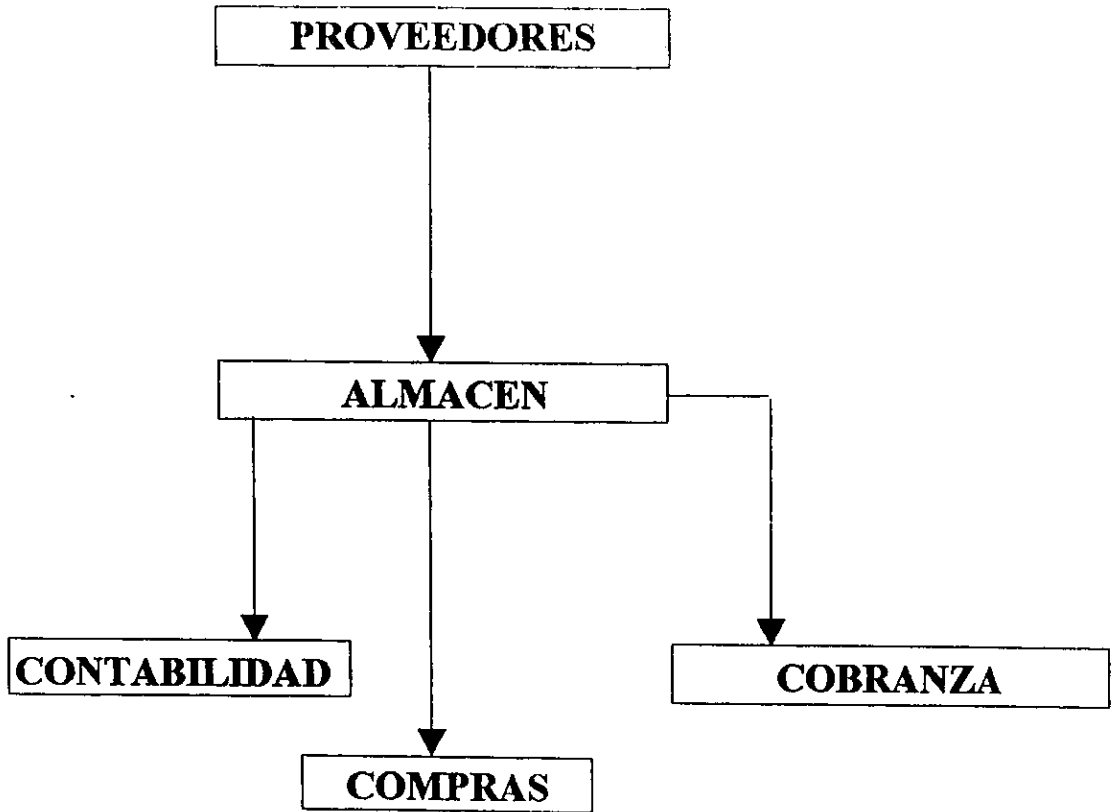 PROVEEDORES
ALMACEN
CONTABILIDAD
COBRANZA
COMPRAS